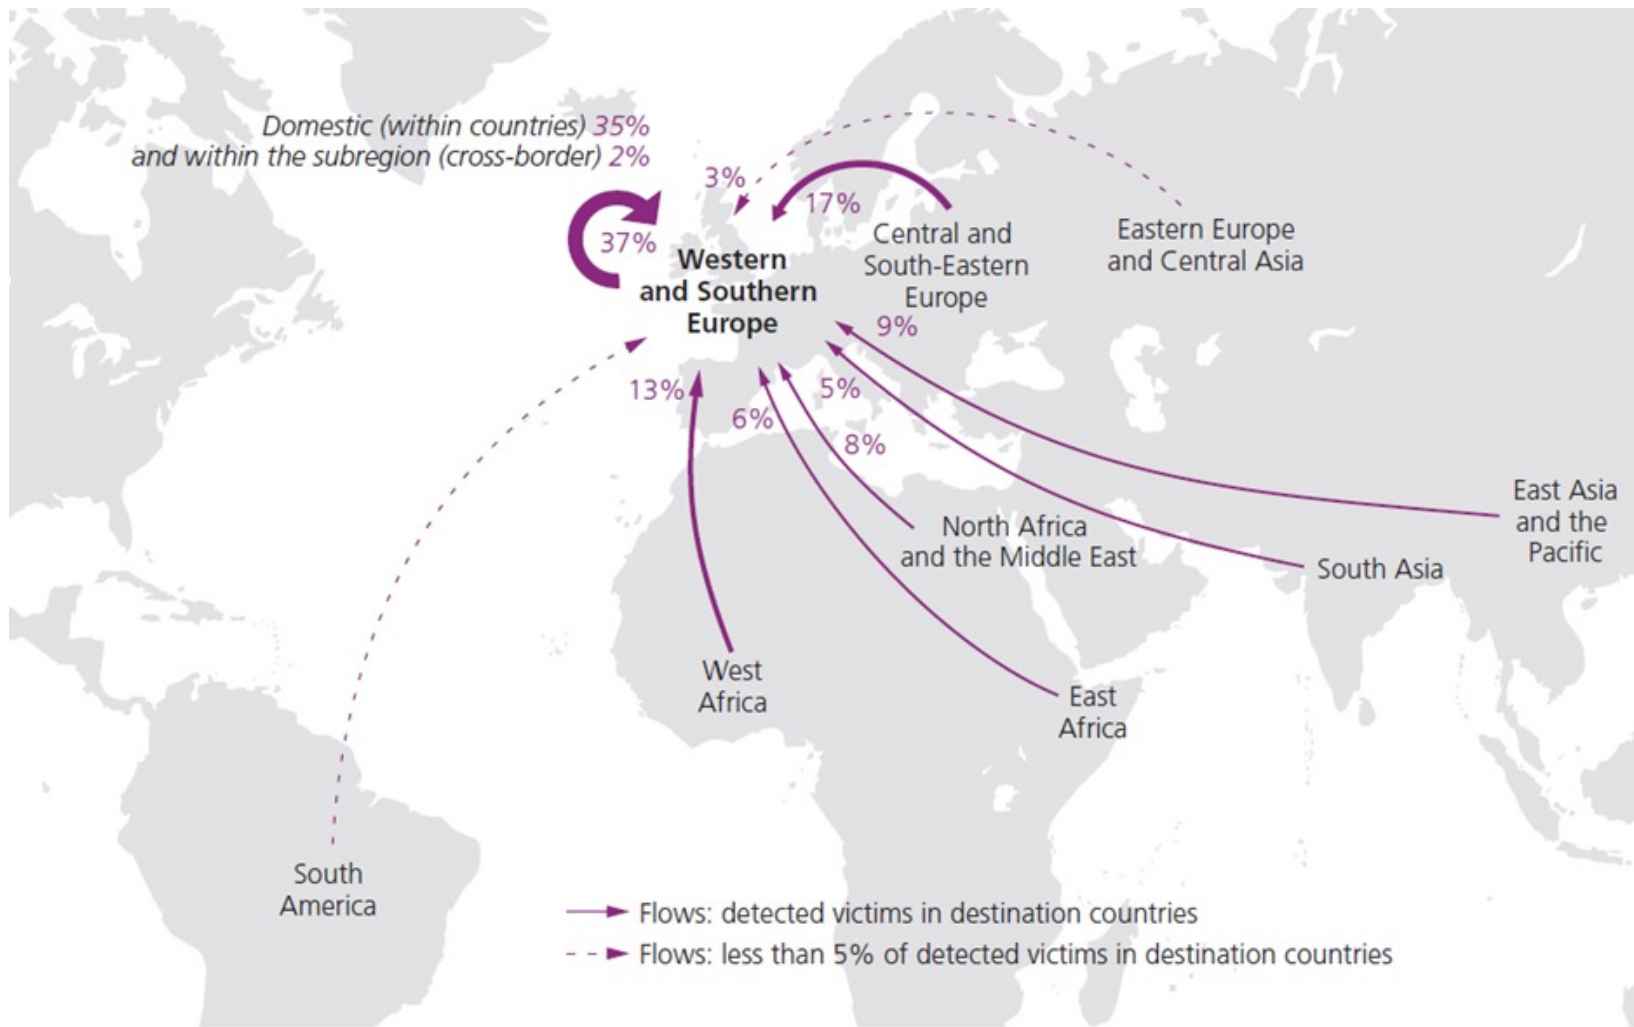 Domestic (within countries) 35%
and within the subregion (cross-border) 2%
3%
17%
37%
Western
and Southern
Europe
Central and
South-Eastern
Europe
Eastern Europe
and Central Asia
9%
13%
5%
6%
8%
East Asia
and the
Pacific
North Africa
and the Middle East
South Asia
West
Africa
East
Africa
South
America
Flows: detected victims in destination countries
Flows: less than 5% of detected victims in destination countries